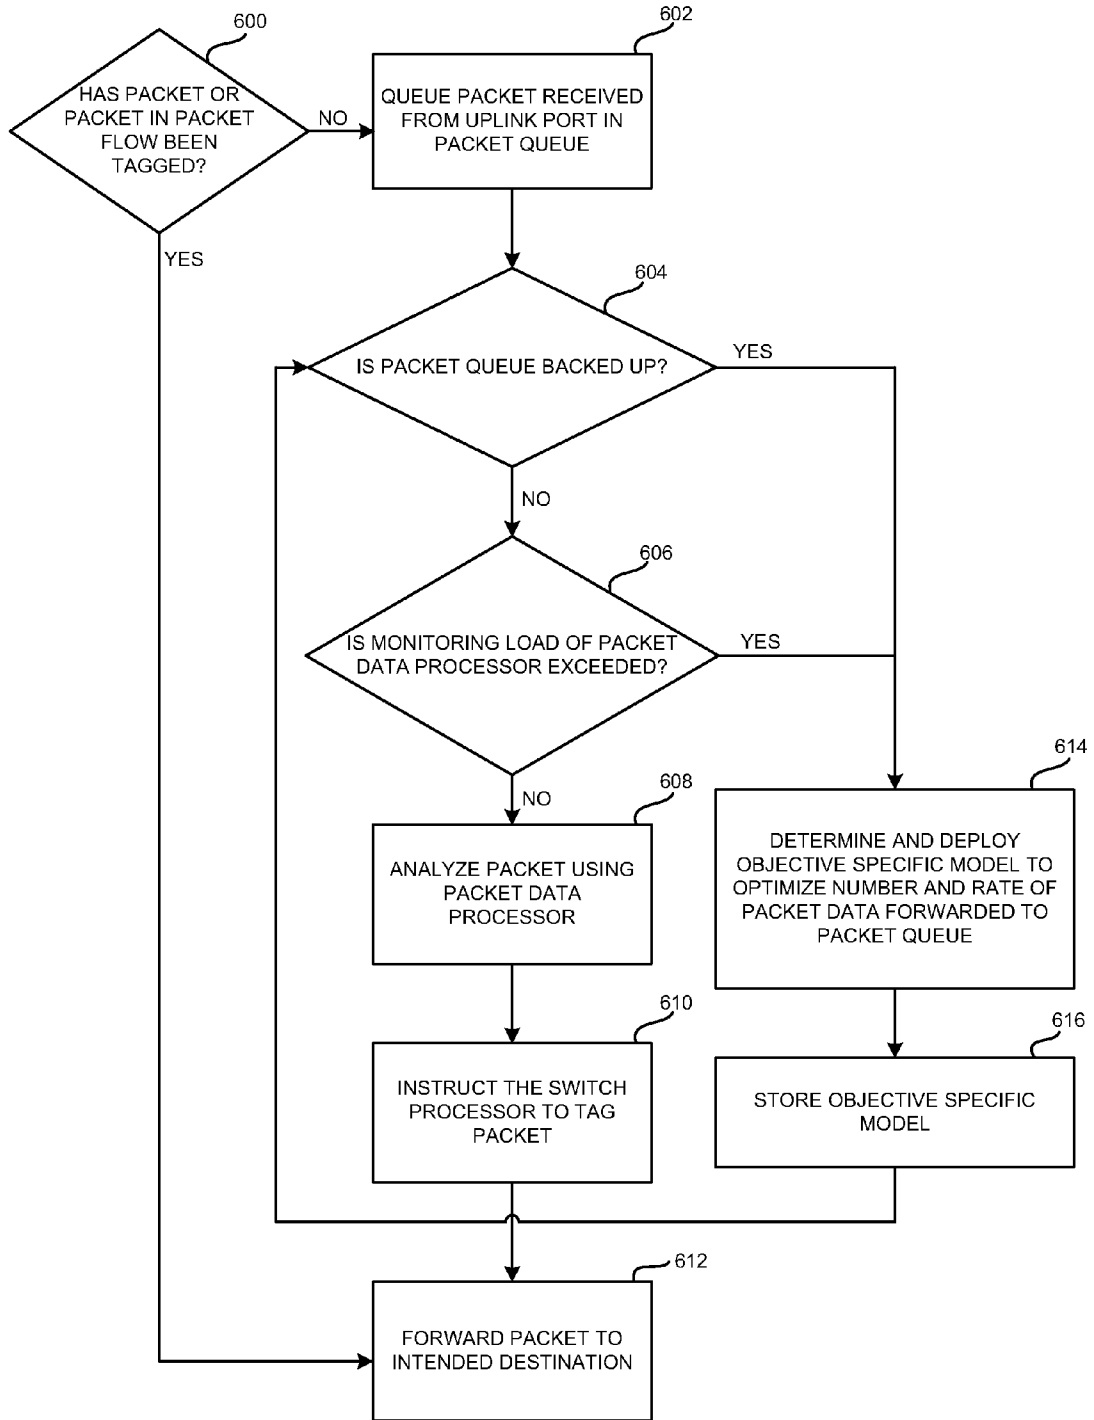 600
HAS PACKET OR
PACKET IN PACKET
FLOW BEEN
TAGGED?
NO
YES
602
QUEUE PACKET RECEIVED
FROM UPLINK PORT IN
PACKET QUEUE
604
IS PACKET QUEUE BACKED UP?
YES
NO
606
IS MONITORING LOAD OF PACKET
DATA PROCESSOR EXCEEDED?
YES
NO
608
ANALYZE PACKET USING
PACKET DATA
PROCESSOR
610
INSTRUCT THE SWITCH
PROCESSOR TO TAG
PACKET
614
DETERMINE AND DEPLOY
OBJECTIVE SPECIFIC MODEL TO
OPTIMIZE NUMBER AND RATE OF
PACKET DATA FORWARDED TO
PACKET QUEUE
616
STORE OBJECTIVE SPECIFIC
MODEL
612
FORWARD PACKET TO
INTENDED DESTINATION